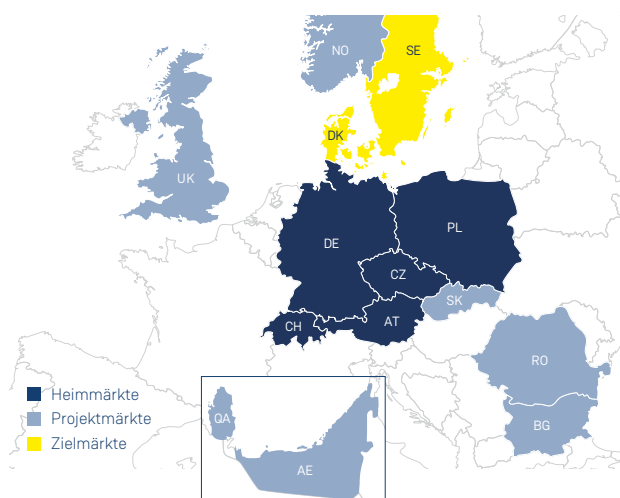 NO
SE
DK
UK
DE
PL
CZ
SK
CH
AT
RO
BG
Heimmärkte
Projektmärkte
Zielmärkte
QA
AE